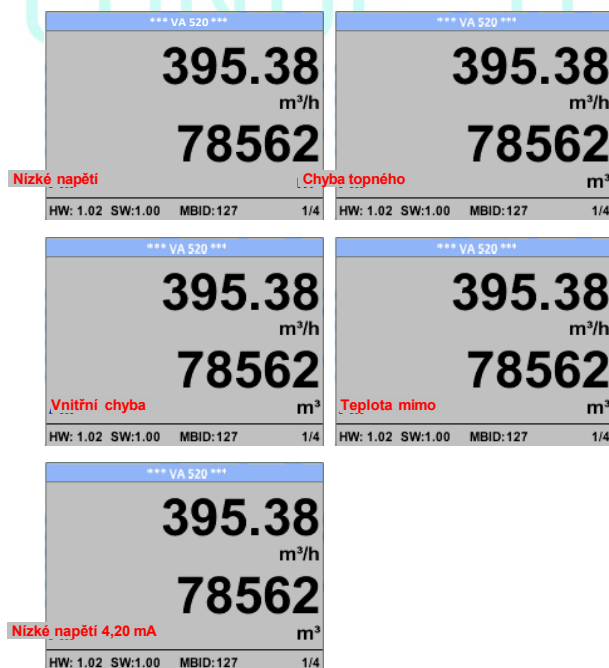 *** VA 520 ***
395.38
m³/h
78562
Nízké napětí
HW: 1.02 SW:1.00 MBID:127 1/4
*** VA 520 ***
395.38
m³/h
78562
Chyba topného
m³
HW: 1.02 SW:1.00 MBID:127 1/4
*** VA 520 ***
395.38
m³/h
78562
Vnitřní chyba
m³
HW: 1.02 SW:1.00 MBID:127 1/4
*** VA 520 ***
395.38
m³/h
78562
Teplota mimo
m³
HW: 1.02 SW:1.00 MBID:127 1/4
*** VA 520 ***
395.38
m³/h
78562
Nízké napětí 4,20 mA
m³
HW: 1.02 SW:1.00 MBID:127 1/4